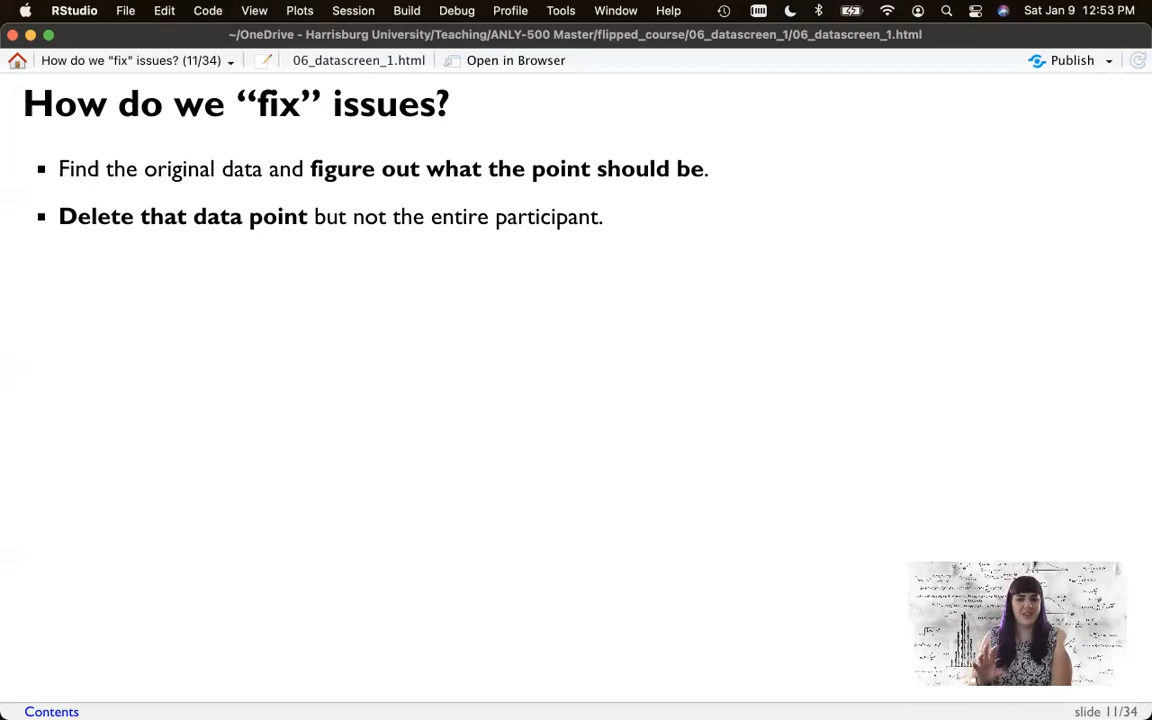 RStudio File Edit Code View Plots Session Build Debug Profile Tools Window Help Sat Jan 9 12:53 PM
~/OneDrive - Harrisburg University/Teaching/ANLY-500 Master/flipped_course/06_datascreen_1/06_datascreen_1.html
How do we "fix" issues? (11/34) 06_datascreen_1.html Open in Browser Publish
How do we “fix” issues?
Find the original data and figure out what the point should be.
Delete that data point but not the entire participant.
Contents slide 11/34